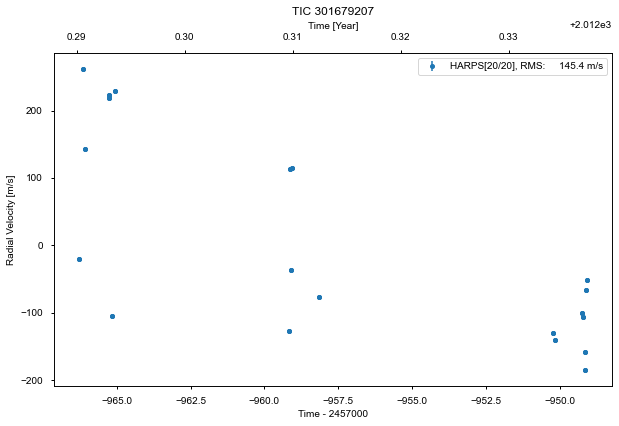 TIC 301679207
Time [Year]
+2.012e3
0.29 0.30 0.31 0.32 0.33
HARPS[20/20], RMS: 145.4 m/s
Radial Velocity [m/s]
200
100
0
−100
−200
−965.0 −962.5 −960.0 −957.5 −955.0 −952.5 −950.0
Time - 2457000